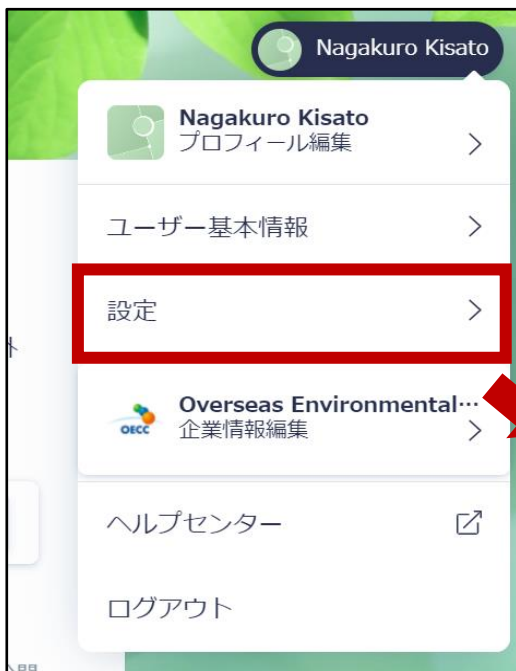 Nagakuro Kisato
Nagakuro Kisato
プロフィール編集
ユーザー基本情報
設定
ト
OECC
Overseas Environmental…
企業情報編集
ヘルプセンター
ログアウト